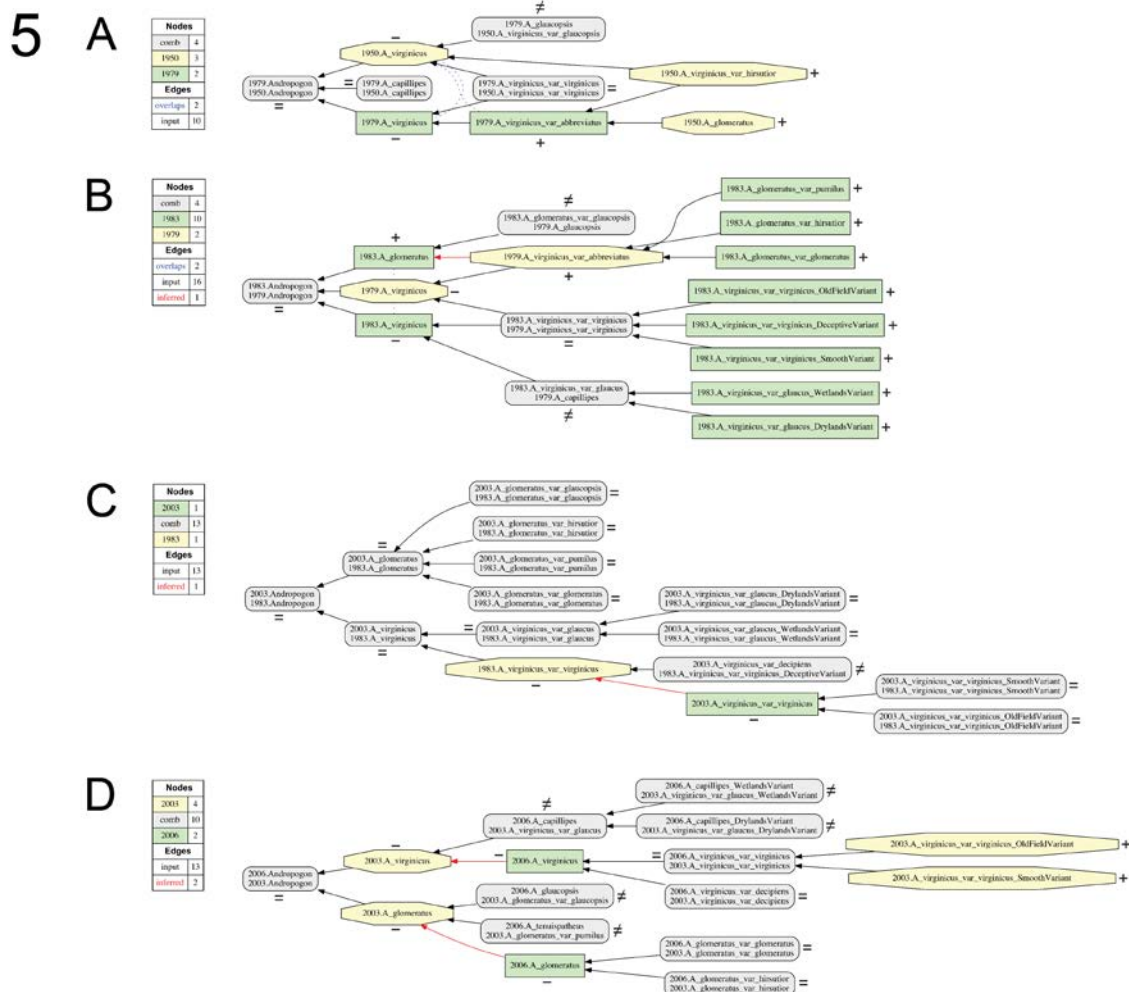 5
A
Nodes
comb 4
1950 3
1979 2
Edges
overlaps 2
input 10
≠
1979.A_glaucopsis
1950.A_virginicus_var_glaucopsis
−
1950.A_virginicus
1950.A_virginicus_var_hirsutior +
1979.Andropogon
1950.Andropogon
=
= 1979.A_capillipes
1950.A_capillipes
1979.A_virginicus_var_virginicus
1950.A_virginicus_var_virginicus =
1979.A_virginicus
−
1979.A_virginicus_var_abbreviatus
+
1950.A_glomeratus +
B
Nodes
comb 4
1983 10
1979 2
Edges
overlaps 2
input 16
inferred 1
1983.A_glomeratus_var_pumilus +
≠
1983.A_glomeratus_var_glaucopsis
1979.A_glaucopsis
1983.A_glomeratus_var_hirsutior +
+
1983.A_glomeratus
1979.A_virginicus_var_abbreviatus
+
1983.A_glomeratus_var_glomeratus +
1983.Andropogon
1979.Andropogon
=
1979.A_virginicus −
1983.A_virginicus_var_virginicus_OldFieldVariant +
1983.A_virginicus
−
1983.A_virginicus_var_virginicus
1979.A_virginicus_var_virginicus
=
1983.A_virginicus_var_virginicus_DeceptiveVariant +
1983.A_virginicus_var_virginicus_SmoothVariant +
1983.A_virginicus_var_glaucus
1979.A_capillipes
≠
1983.A_virginicus_var_glaucus_WetlandsVariant +
1983.A_virginicus_var_glaucus_DrylandsVariant +
C
Nodes
2003 1
comb 13
1983 1
Edges
input 13
inferred 1
2003.A_glomeratus_var_glaucopsis
1983.A_glomeratus_var_glaucopsis =
2003.A_glomeratus_var_hirsutior
1983.A_glomeratus_var_hirsutior =
=
2003.A_glomeratus
1983.A_glomeratus
2003.A_glomeratus_var_pumilus
1983.A_glomeratus_var_pumilus =
2003.Andropogon
1983.Andropogon
=
2003.A_glomeratus_var_glomeratus
1983.A_glomeratus_var_glomeratus =
2003.A_virginicus_var_glaucus_DrylandsVariant
1983.A_virginicus_var_glaucus_DrylandsVariant =
2003.A_virginicus
1983.A_virginicus
=
= 2003.A_virginicus_var_glaucus
1983.A_virginicus_var_glaucus
2003.A_virginicus_var_glaucus_WetlandsVariant
1983.A_virginicus_var_glaucus_WetlandsVariant =
1983.A_virginicus_var_virginicus
−
2003.A_virginicus_var_decipiens
1983.A_virginicus_var_virginicus_DeceptiveVariant ≠
2003.A_virginicus_var_virginicus_SmoothVariant
1983.A_virginicus_var_virginicus_SmoothVariant =
2003.A_virginicus_var_virginicus
−
2003.A_virginicus_var_virginicus_OldFieldVariant
1983.A_virginicus_var_virginicus_OldFieldVariant =
D
Nodes
2003 4
comb 10
2006 2
Edges
input 13
inferred 2
2006.A_capillipes_WetlandsVariant
2003.A_virginicus_var_glaucus_WetlandsVariant ≠
≠
2006.A_capillipes
2003.A_virginicus_var_glaucus
2006.A_capillipes_DrylandsVariant
2003.A_virginicus_var_glaucus_DrylandsVariant ≠
2003.A_virginicus_var_virginicus_OldFieldVariant +
−
2003.A_virginicus
− 2006.A_virginicus
= 2006.A_virginicus_var_virginicus
2003.A_virginicus_var_virginicus
2003.A_virginicus_var_virginicus_SmoothVariant +
2006.Andropogon
2003.Andropogon
=
2006.A_glaucopsis
2003.A_glomeratus_var_glaucopsis ≠
2006.A_virginicus_var_decipiens
2003.A_virginicus_var_decipiens =
2003.A_glomeratus
−
2006.A_tenuispatheus
2003.A_glomeratus_var_pumilus ≠
2006.A_glomeratus_var_glomeratus
2003.A_glomeratus_var_glomeratus =
2006.A_glomeratus
−
2006.A_glomeratus_var_hirsutior
2003.A_glomeratus_var_hirsutior =